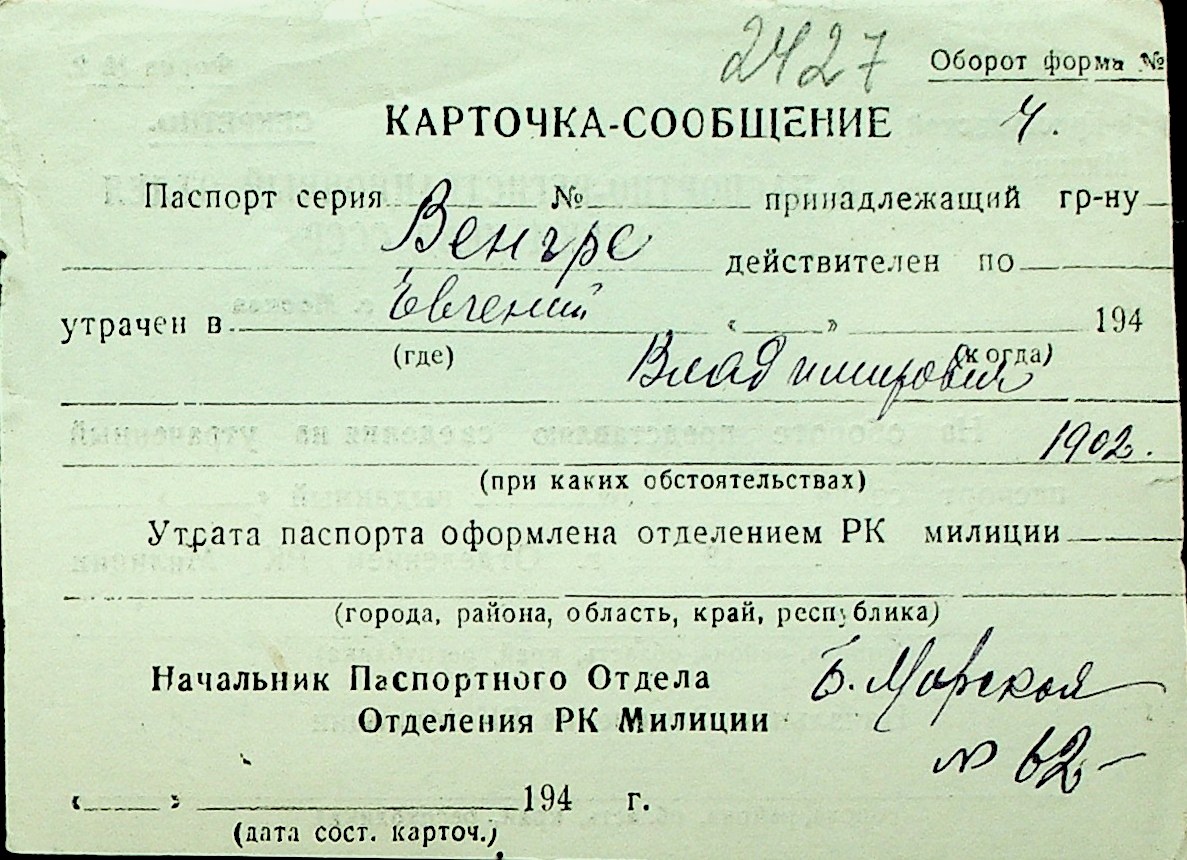 2427
Оборот форма №
КАРТОЧКА-СООБЩЕНИЕ 4.
Паспорт серия № принадлежащий гр-ну
Венгре
действителен по
Евгений
утрачен в « » 194
(где) (когда)
Владимирович
1902.
(при каких обстоятельствах)
Утрата паспорта оформлена отделением РК милиции
(города, района, область, край, республика)
Начальник Паспортного Отдела
Б. Морская
Отделения РК Милиции
№ 62
« » 194 г.
(дата сост. карточ.)